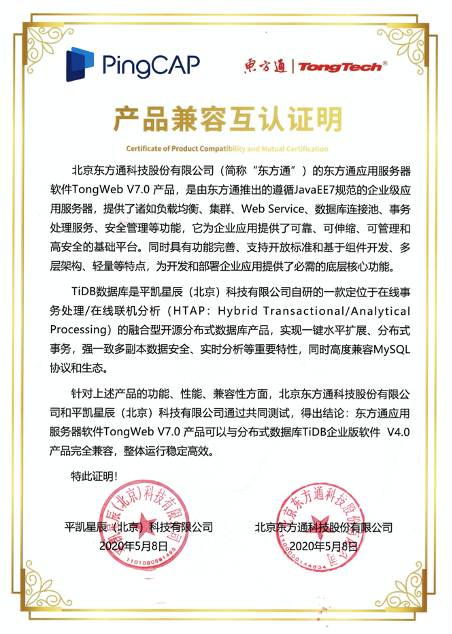 PingCAP 东方通 TongTech®
产品兼容互认证明
Certificate of Product Compatibility and Mutual Certification
北京东方通科技股份有限公司（简称“东方通”）的东方通应用服务器
软件TongWeb V7.0 产品，是由东方通推出的遵循JavaEE7规范的企业级应
用服务器，提供了诸如负载均衡、集群、Web Service、数据库连接池、事务
处理服务、安全管理等功能，它为企业应用提供了可靠、可伸缩、可管理和
高安全的基础平台。同时具有功能完善、支持开放标准和基于组件开发、多
层架构、轻量等特点，为开发和部署企业应用提供了必需的底层核心功能。
TiDB数据库是平凯星辰（北京）科技有限公司自研的一款定位于在线事
务处理/在线联机分析（HTAP：Hybrid Transactional/Analytical
Processing）的融合型开源分布式数据库产品，实现一键水平扩展、分布式
事务，强一致多副本数据安全、实时分析等重要特性，同时高度兼容MySQL
协议和生态。
针对上述产品的功能、性能、兼容性方面，北京东方通科技股份有限公
司和平凯星辰（北京）科技有限公司通过共同测试，得出结论：东方通应用
服务器软件TongWeb V7.0 产品可以与分布式数据库TiDB企业版软件 V4.0
产品完全兼容，整体运行稳定高效。
特此证明！
平凯星辰（北京）科技有限公司 北京东方通科技股份有限公司
2020年5月8日 2020年5月8日